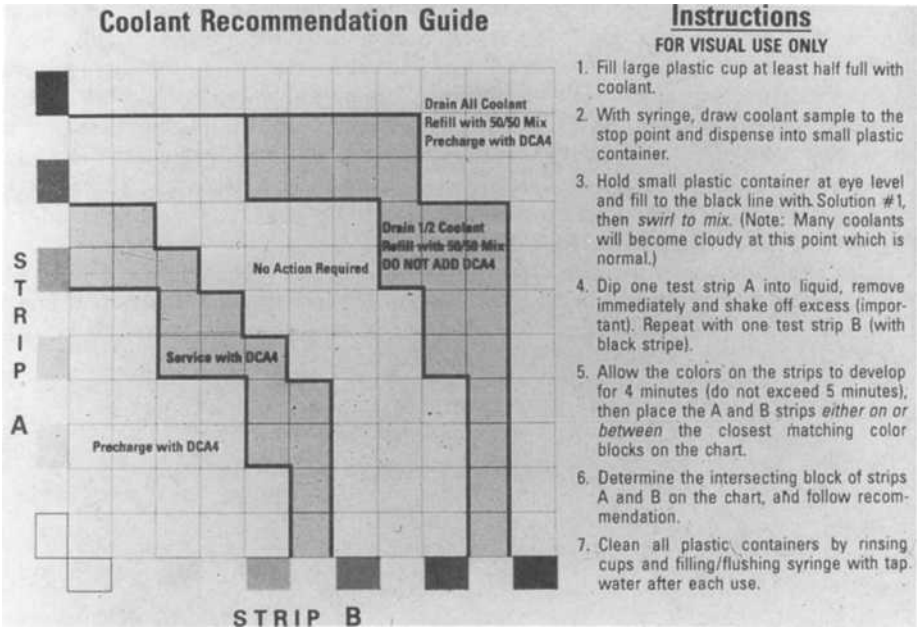 Coolant Recommendation Guide
Drain All Coolant
Refill with 50/50 Mix
Precharge with DCA4
Drain 1/2 Coolant
Refill with 50/50 Mix
DO NOT ADD DCA4
No Action Required
Service with DCA4
Precharge with DCA4
STRIP A
STRIP B
Instructions
FOR VISUAL USE ONLY
1. Fill large plastic cup at least half full with
coolant.
2. With syringe, draw coolant sample to the
stop point and dispense into small plastic
container.
3. Hold small plastic container at eye level
and fill to the black line with Solution #1,
then swirl to mix. (Note: Many coolants
will become cloudy at this point which is
normal.)
4. Dip one test strip A into liquid, remove
immediately and shake off excess (impor-
tant). Repeat with one test strip B (with
black stripe).
5. Allow the colors on the strips to develop
for 4 minutes (do not exceed 5 minutes),
then place the A and B strips either on or
between the closest matching color
blocks on the chart.
6. Determine the intersecting block of strips
A and B on the chart, and follow recom-
mendation.
7. Clean all plastic containers by rinsing
cups and filling/flushing syringe with tap
water after each use.